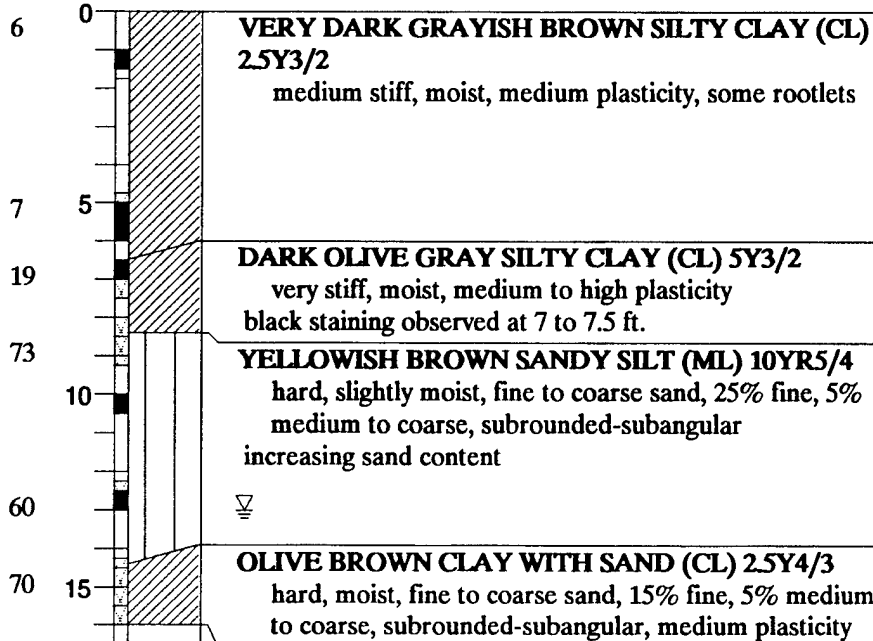 6 0 VERY DARK GRAYISH BROWN SILTY CLAY (CL)
2.5Y3/2
medium stiff, moist, medium plasticity, some rootlets
7 5
DARK OLIVE GRAY SILTY CLAY (CL) 5Y3/2
19 very stiff, moist, medium to high plasticity
black staining observed at 7 to 7.5 ft.
73 YELLOWISH BROWN SANDY SILT (ML) 10YR5/4
10 hard, slightly moist, fine to coarse sand, 25% fine, 5%
medium to coarse, subrounded-subangular
increasing sand content
60
OLIVE BROWN CLAY WITH SAND (CL) 2.5Y4/3
70 15 hard, moist, fine to coarse sand, 15% fine, 5% medium
to coarse, subrounded-subangular, medium plasticity